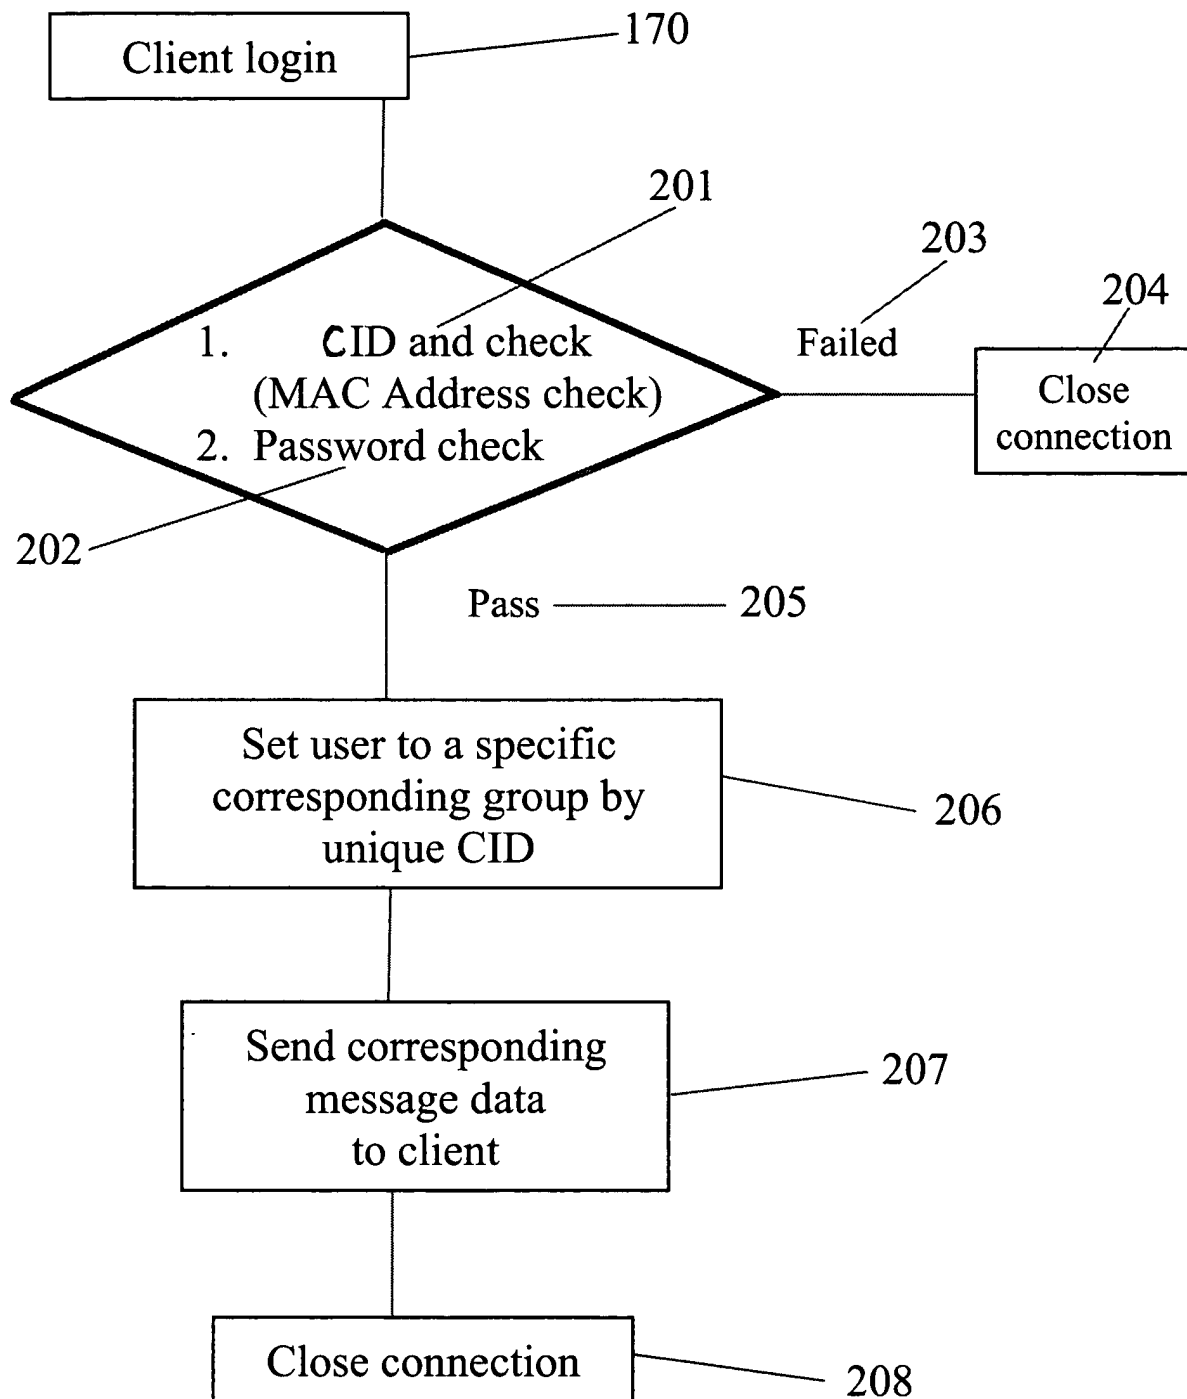 Client login
170
201
203
204
1. CID and check
(MAC Address check)
2. Password check
Failed
Close
connection
202
Pass
205
Set user to a specific
corresponding group by
unique CID
206
Send corresponding
message data
to client
207
Close connection
208